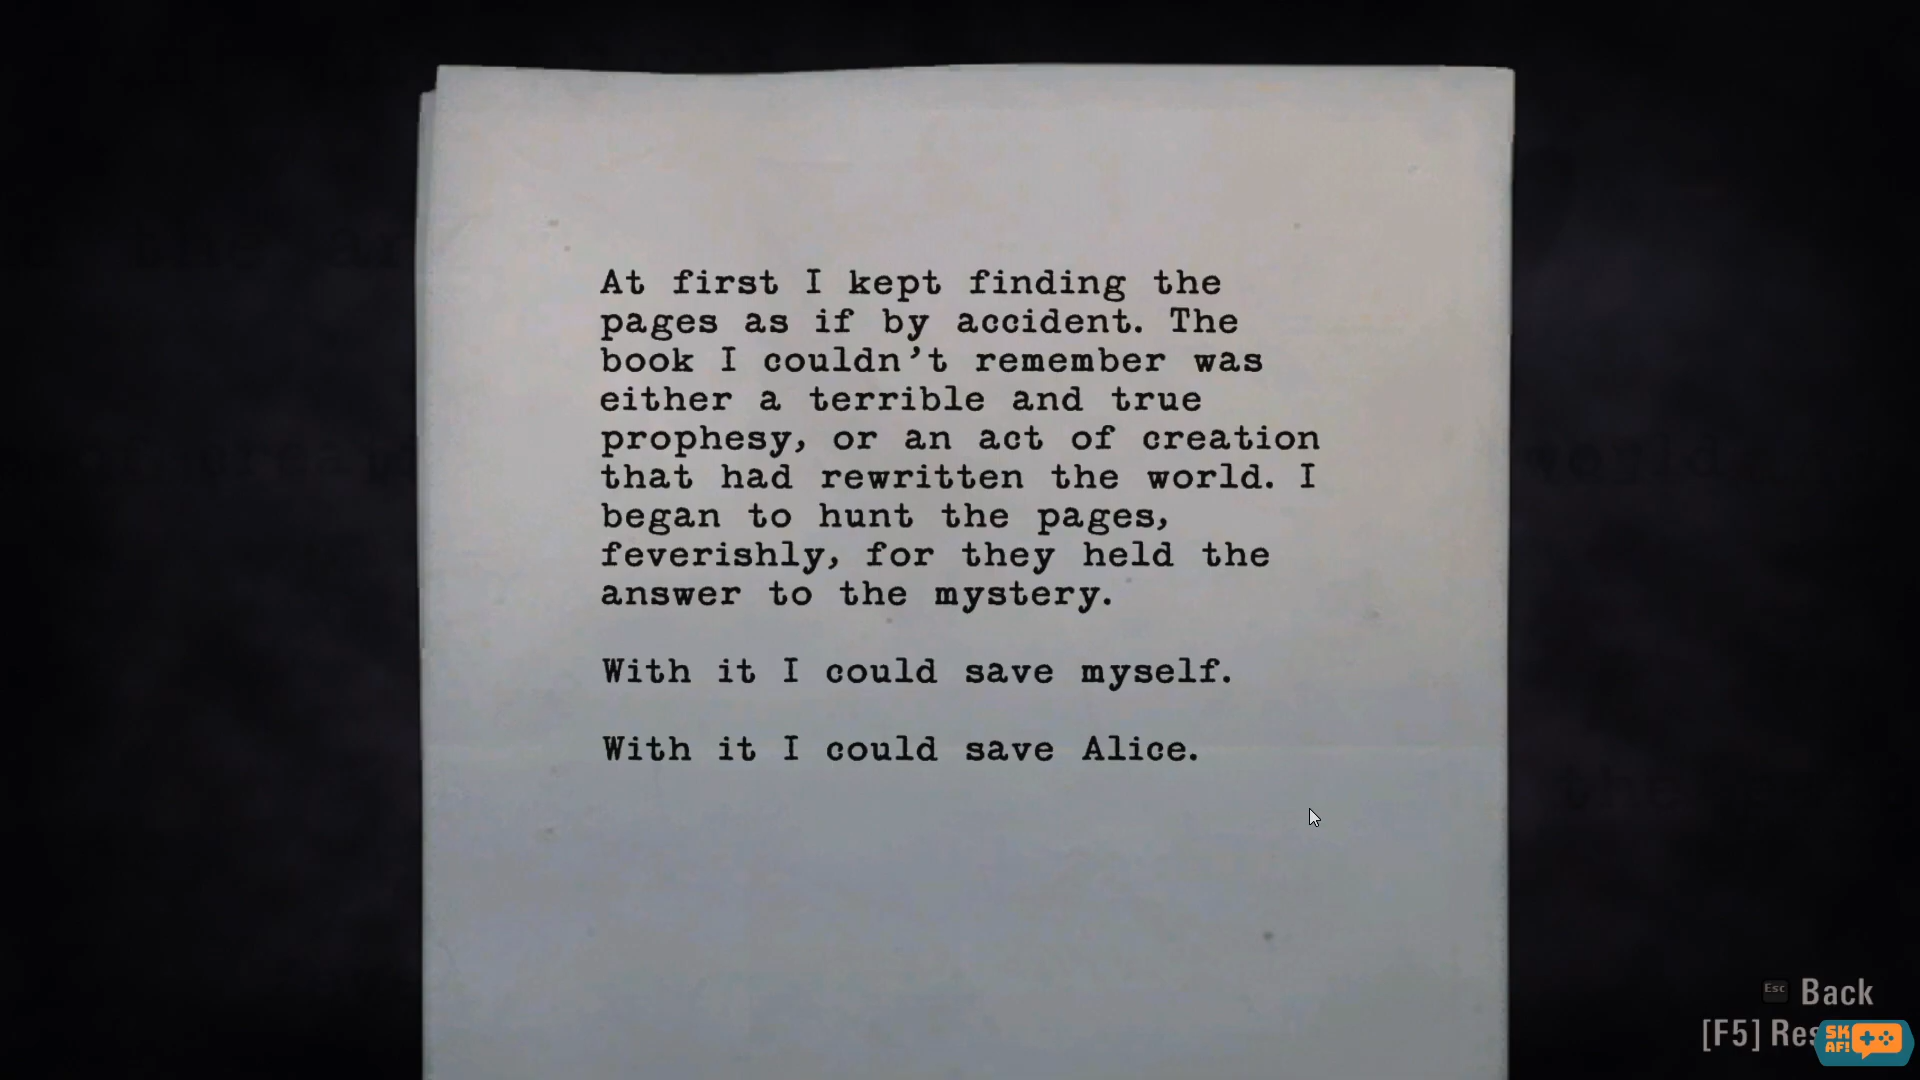 At first I kept finding the
pages as if by accident. The
book I couldn't remember was
either a terrible and true
prophesy, or an act of creation
that had rewritten the world. I
began to hunt the pages,
feverishly, for they held the
answer to the mystery.
With it I could save myself.
With it I could save Alice.
Esc Back
[F5] Res
SK
AF!